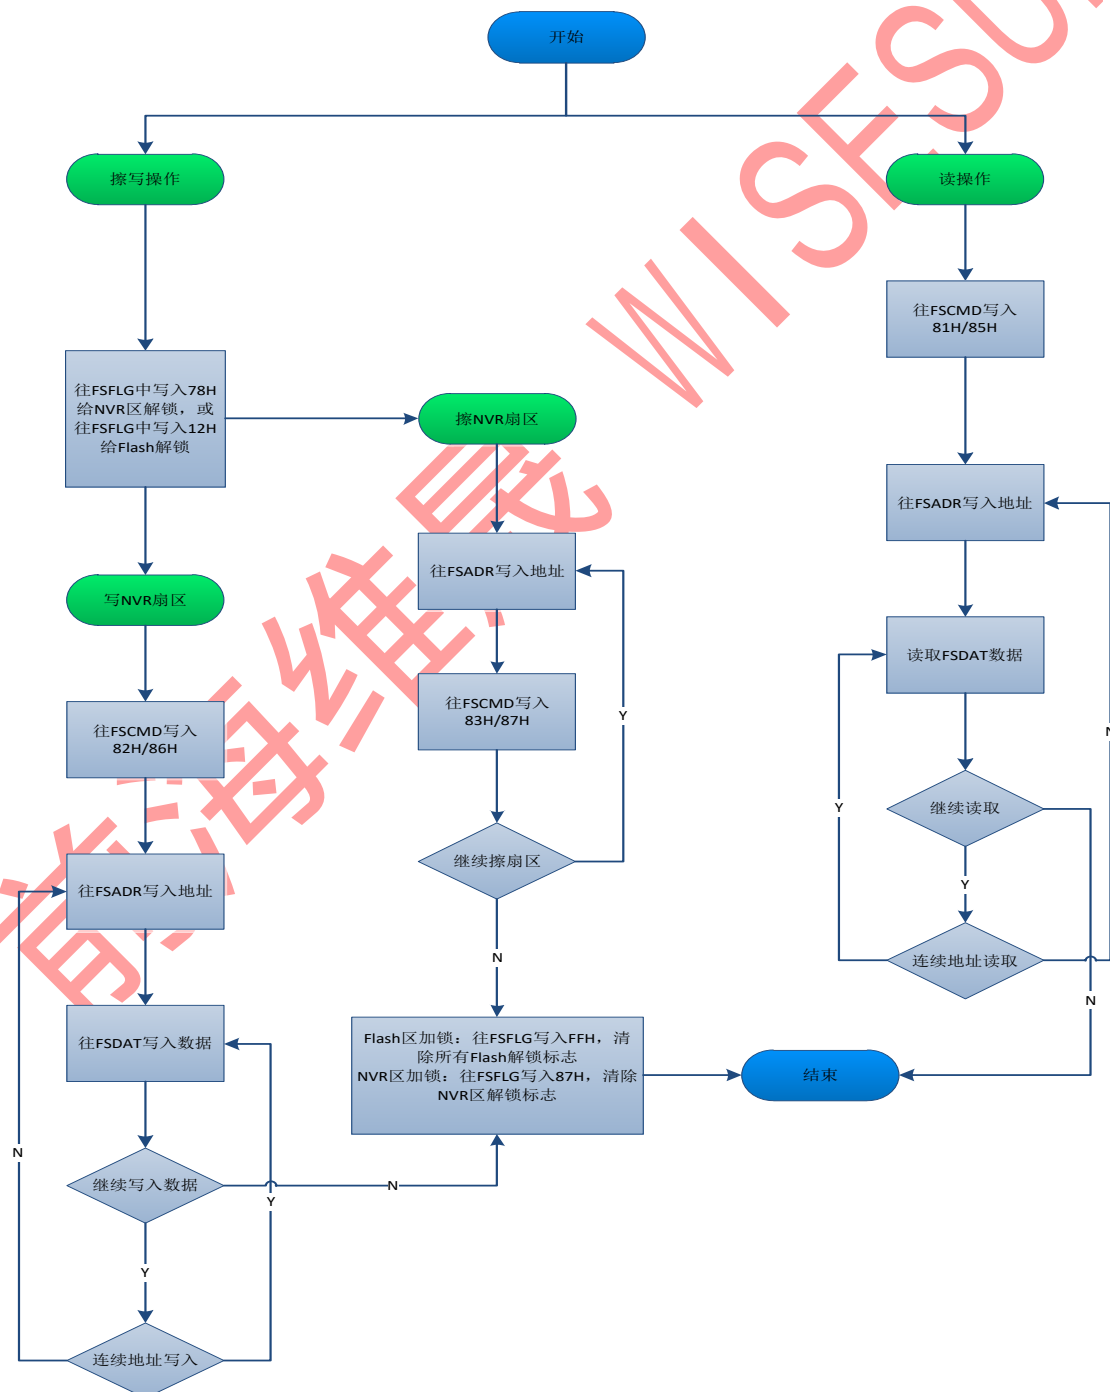 开始
擦写操作
读操作
往FSCMD写入
81H/85H
往FSFLG中写入78H
给NVR区解锁，或
往FSFLG中写入12H
给Flash解锁
擦NVR扇区
往FSADR写入地址
往FSADR写入地址
写NVR扇区
读取FSDAT数据
往FSCMD写入
83H/87H
Y
N
往FSCMD写入
82H/86H
继续读取
Y
继续擦扇区
往FSADR写入地址
Y
N
连续地址读取
N
往FSDAT写入数据
Flash区加锁：往FSFLG写入FFH，清
除所有Flash解锁标志
NVR区加锁：往FSFLG写入87H，清除
NVR区解锁标志
结束
N
继续写入数据
N
Y
Y
连续地址写入
前海维晟 WISESU